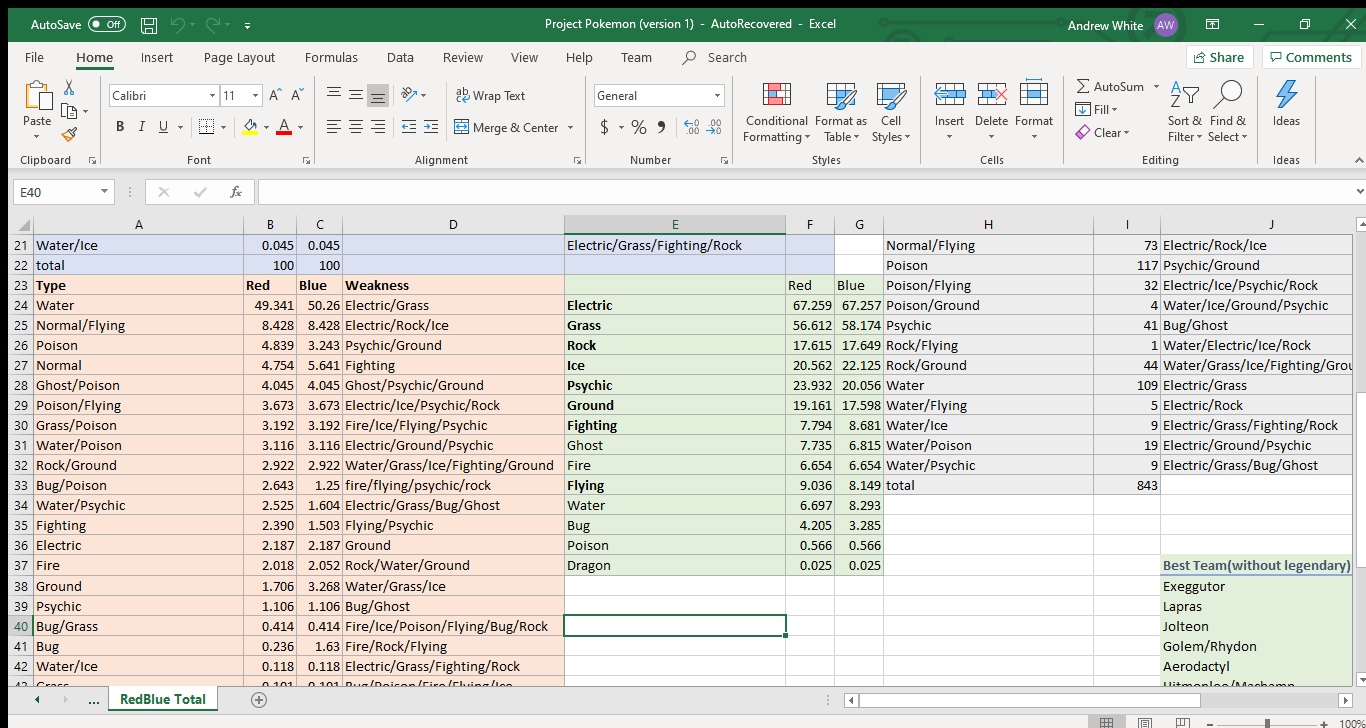 AutoSave Off Project Pokemon (version 1) - AutoRecovered - Excel Andrew White AW
File Home Insert Page Layout Formulas Data Review View Help Team Search Share Comments
Paste Calibri 11 A A ab Wrap Text General AutoSum
B I U A Merge & Center $ % , Conditional Formatting Format as Table Cell Styles Insert Delete Format Fill Clear Sort & Filter Find & Select Ideas
Clipboard Font Alignment Number Styles Cells Editing Ideas
E40 fx
A B C D E F G H I J
21 Water/Ice 0.045 0.045 Electric/Grass/Fighting/Rock Normal/Flying 73 Electric/Rock/Ice
22 total 100 100 Poison 117 Psychic/Ground
23 Type Red Blue Weakness Red Blue Poison/Flying 32 Electric/Ice/Psychic/Rock
24 Water 49.341 50.26 Electric/Grass Electric 67.259 67.257 Poison/Ground 4 Water/Ice/Ground/Psychic
25 Normal/Flying 8.428 8.428 Electric/Rock/Ice Grass 56.612 58.174 Psychic 41 Bug/Ghost
26 Poison 4.839 3.243 Psychic/Ground Rock 17.615 17.649 Rock/Flying 1 Water/Electric/Ice/Rock
27 Normal 4.754 5.641 Fighting Ice 20.562 22.125 Rock/Ground 44 Water/Grass/Ice/Fighting/Grou
28 Ghost/Poison 4.045 4.045 Ghost/Psychic/Ground Psychic 23.932 20.056 Water 109 Electric/Grass
29 Poison/Flying 3.673 3.673 Electric/Ice/Psychic/Rock Ground 19.161 17.598 Water/Flying 5 Electric/Rock
30 Grass/Poison 3.192 3.192 Fire/Ice/Flying/Psychic Fighting 7.794 8.681 Water/Ice 9 Electric/Grass/Fighting/Rock
31 Water/Poison 3.116 3.116 Electric/Ground/Psychic Ghost 7.735 6.815 Water/Poison 19 Electric/Ground/Psychic
32 Rock/Ground 2.922 2.922 Water/Grass/Ice/Fighting/Ground Fire 6.654 6.654 Water/Psychic 9 Electric/Grass/Bug/Ghost
33 Bug/Poison 2.643 1.25 fire/flying/psychic/rock Flying 9.036 8.149 total 843
34 Water/Psychic 2.525 1.604 Electric/Grass/Bug/Ghost Water 6.697 8.293
35 Fighting 2.390 1.503 Flying/Psychic Bug 4.205 3.285
36 Electric 2.187 2.187 Ground Poison 0.566 0.566
37 Fire 2.018 2.052 Rock/Water/Ground Dragon 0.025 0.025 Best Team(without legendary)
38 Ground 1.706 3.268 Water/Grass/Ice Exeggutor
39 Psychic 1.106 1.106 Bug/Ghost Lapras
40 Bug/Grass 0.414 0.414 Fire/Ice/Poison/Flying/Bug/Rock Jolteon
41 Bug 0.236 1.63 Fire/Rock/Flying Golem/Rhydon
42 Water/Ice 0.118 0.118 Electric/Grass/Fighting/Rock Aerodactyl
43 Grass 0.101 0.101 Bug/Poison/Fire/Flying/Ice Hitmonlee/Machamp
... RedBlue Total
100%